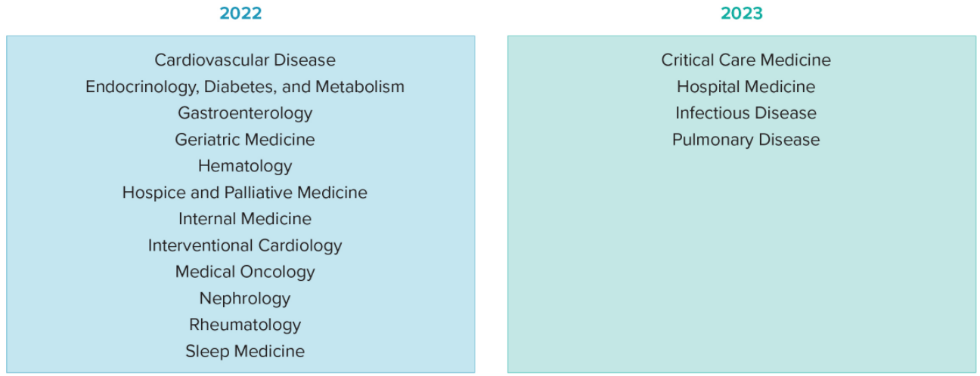 2022
Cardiovascular Disease
Endocrinology, Diabetes, and Metabolism
Gastroenterology
Geriatric Medicine
Hematology
Hospice and Palliative Medicine
Internal Medicine
Interventional Cardiology
Medical Oncology
Nephrology
Rheumatology
Sleep Medicine
2023
Critical Care Medicine
Hospital Medicine
Infectious Disease
Pulmonary Disease